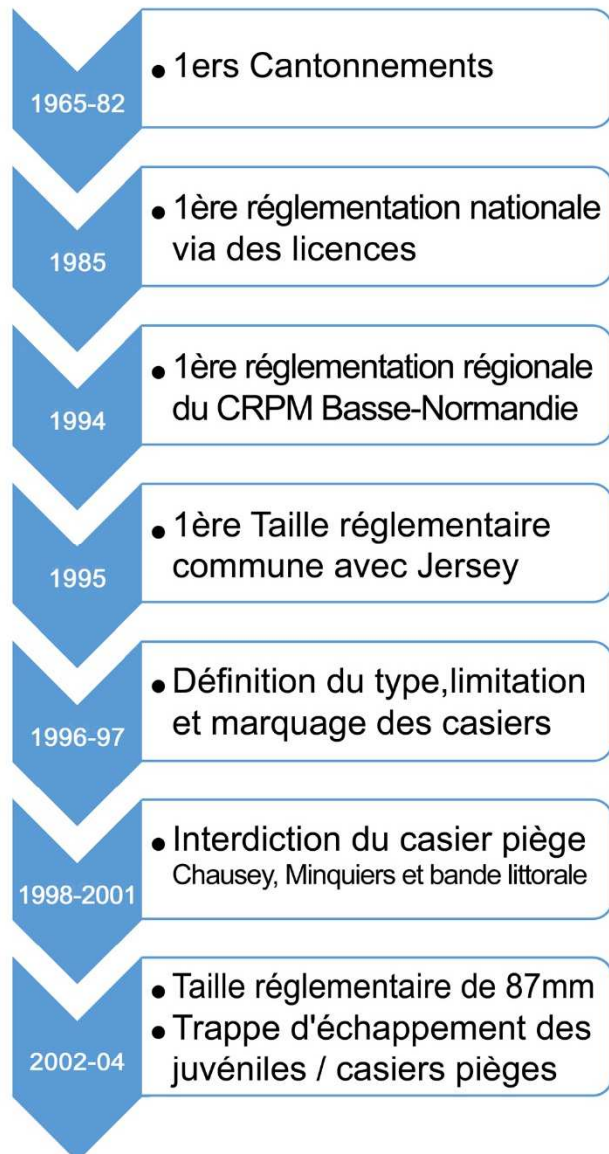 1965-82
• 1ers Cantonnements
1985
• 1ère réglementation nationale
via des licences
1994
• 1ère réglementation régionale
du CRPM Basse-Normandie
1995
• 1ère Taille réglementaire
commune avec Jersey
1996-97
• Définition du type,limitation
et marquage des casiers
1998-2001
• Interdiction du casier piège
Chausey, Minquiers et bande littorale
2002-04
• Taille réglementaire de 87mm
• Trappe d'échappement des
juvéniles / casiers pièges